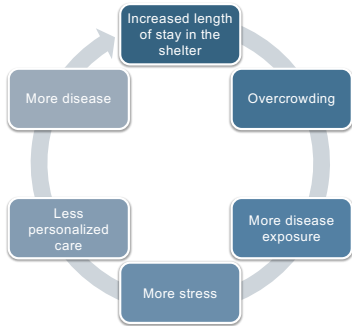 Increased length
of stay in the
shelter
Overcrowding
More disease
exposure
More stress
Less
personalized
care
More disease